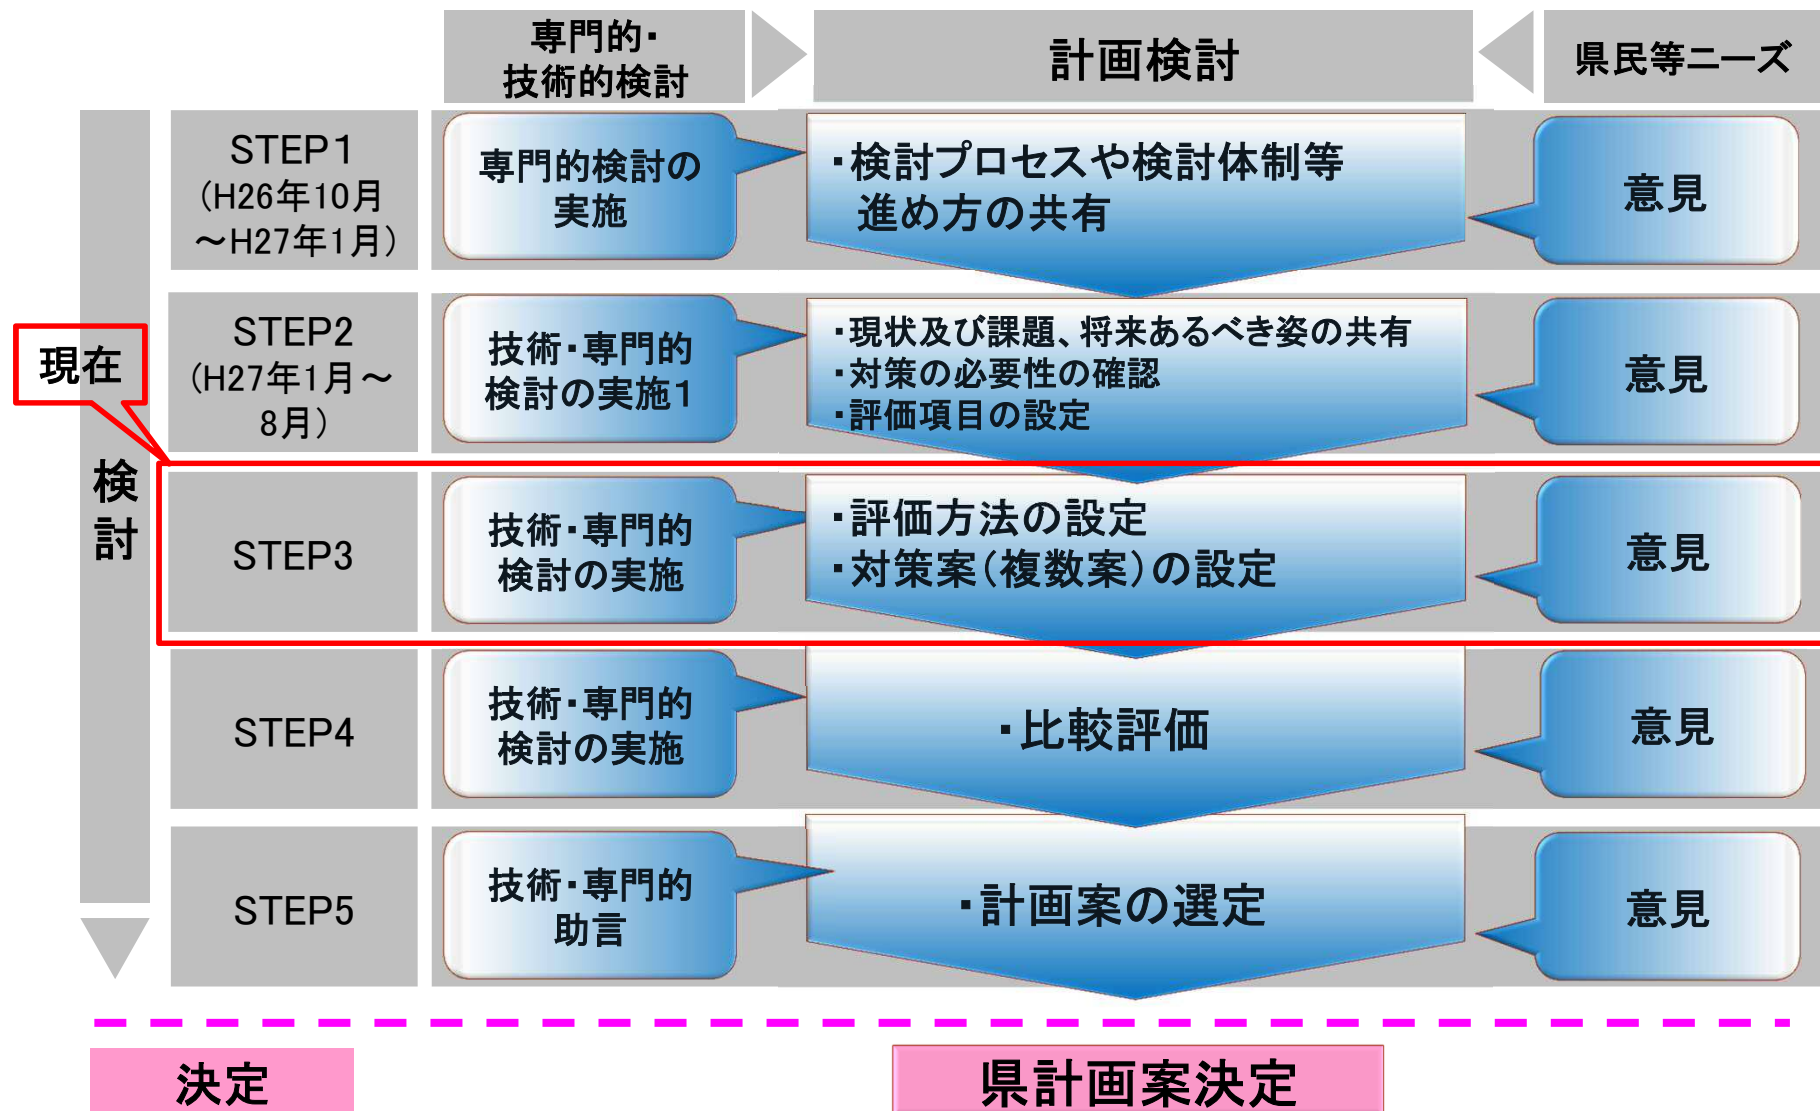 専門的・
技術的検討
計画検討
県民等ニーズ
検討
現在
STEP1
(H26年10月
～H27年1月)
専門的検討の
実施
・検討プロセスや検討体制等
進め方の共有
意見
STEP2
(H27年1月～
8月)
技術・専門的
検討の実施1
・現状及び課題、将来あるべき姿の共有
・対策の必要性の確認
・評価項目の設定
意見
STEP3
技術・専門的
検討の実施
・評価方法の設定
・対策案(複数案)の設定
意見
STEP4
技術・専門的
検討の実施
・比較評価
意見
STEP5
技術・専門的
助言
・計画案の選定
意見
決定
県計画案決定